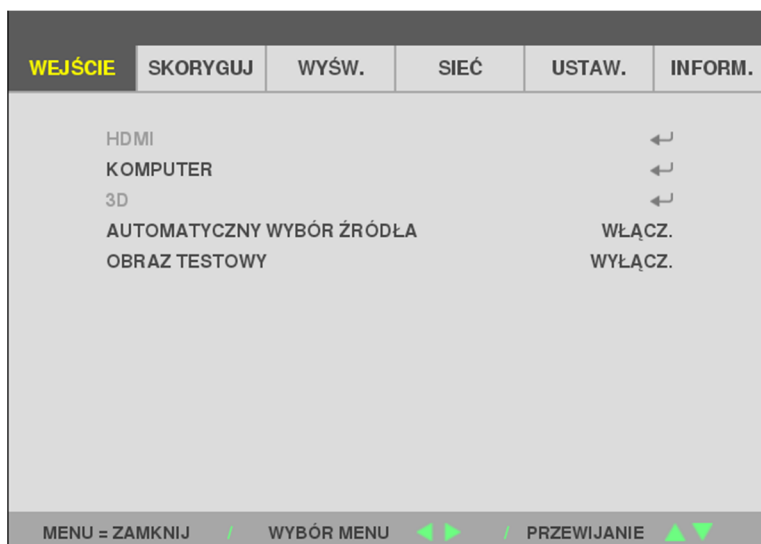 WEJŚCIE SKORYGUJ WYŚW. SIEĆ USTAW. INFORM.
HDMI
KOMPUTER
3D
AUTOMATYCZNY WYBÓR ŹRÓDŁA WŁĄCZ.
OBRAZ TESTOWY WYŁĄCZ.
MENU = ZAMKNIJ / WYBÓR MENU ◀ ▶ / PRZEWIJANIE ▲ ▼